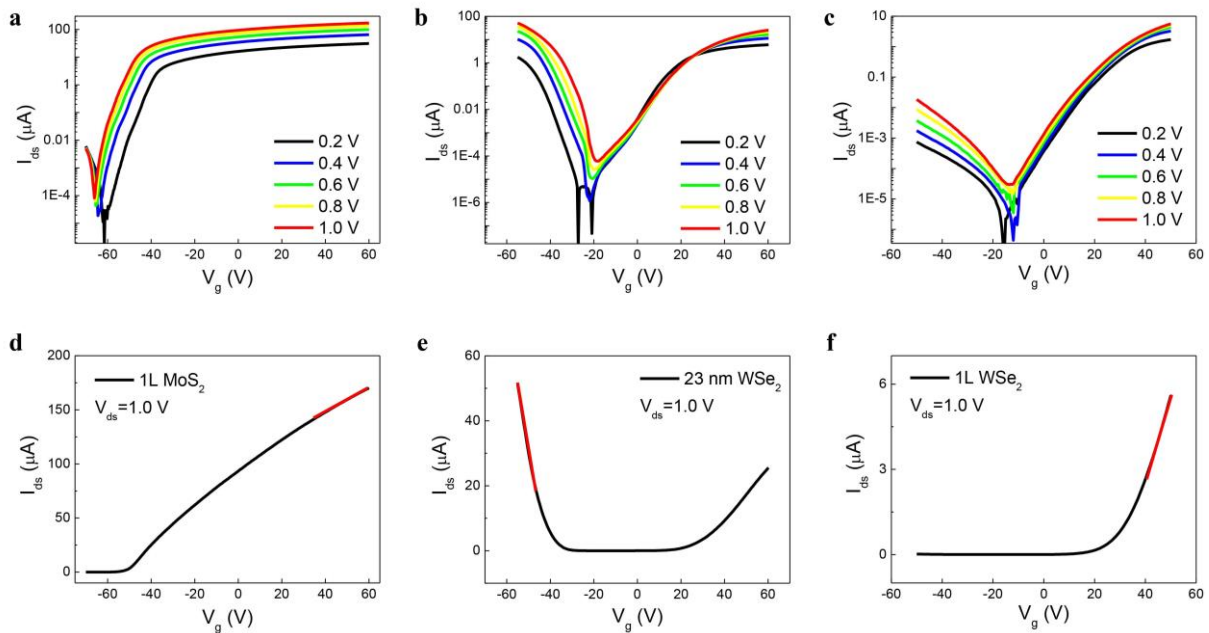 a
100
1
0.01
1E-4
I_ds (μA)
0.2 V
0.4 V
0.6 V
0.8 V
1.0 V
-60 -40 -20 0 20 40 60
V_g (V)
b
100
1
0.01
1E-4
1E-6
I_ds (μA)
0.2 V
0.4 V
0.6 V
0.8 V
1.0 V
-60 -40 -20 0 20 40 60
V_g (V)
c
10
0.1
1E-3
1E-5
I_ds (μA)
0.2 V
0.4 V
0.6 V
0.8 V
1.0 V
-60 -40 -20 0 20 40 60
V_g (V)
d
200
150
100
50
0
I_ds (μA)
1L MoS₂
V_ds=1.0 V
-80 -60 -40 -20 0 20 40 60
V_g (V)
e
60
40
20
0
I_ds (μA)
23 nm WSe₂
V_ds=1.0 V
-60 -40 -20 0 20 40 60
V_g (V)
f
6
3
0
I_ds (μA)
1L WSe₂
V_ds=1.0 V
-60 -40 -20 0 20 40 60
V_g (V)